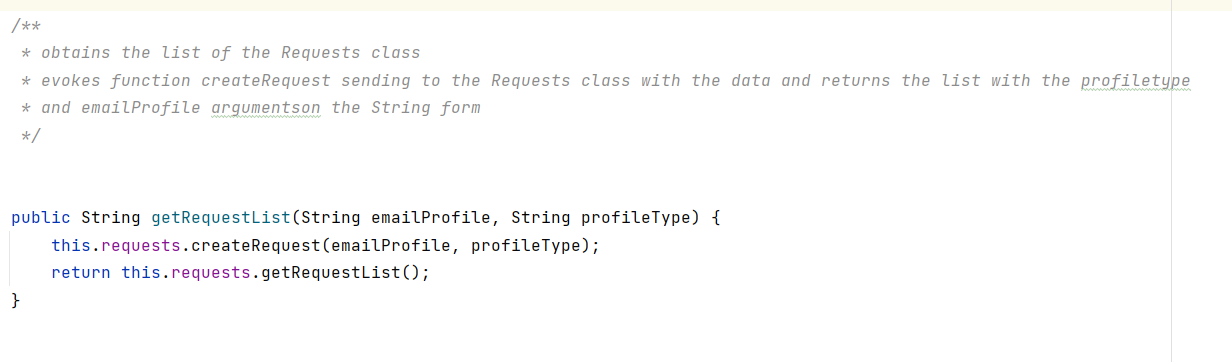 /**
 * obtains the list of the Requests class
 * evokes function createRequest sending to the Requests class with the data and returns the list with the profiletype
 * and emailProfile argumentson the String form
 */
public String getRequestList(String emailProfile, String profileType) {
    this.requests.createRequest(emailProfile, profileType);
    return this.requests.getRequestList();
}